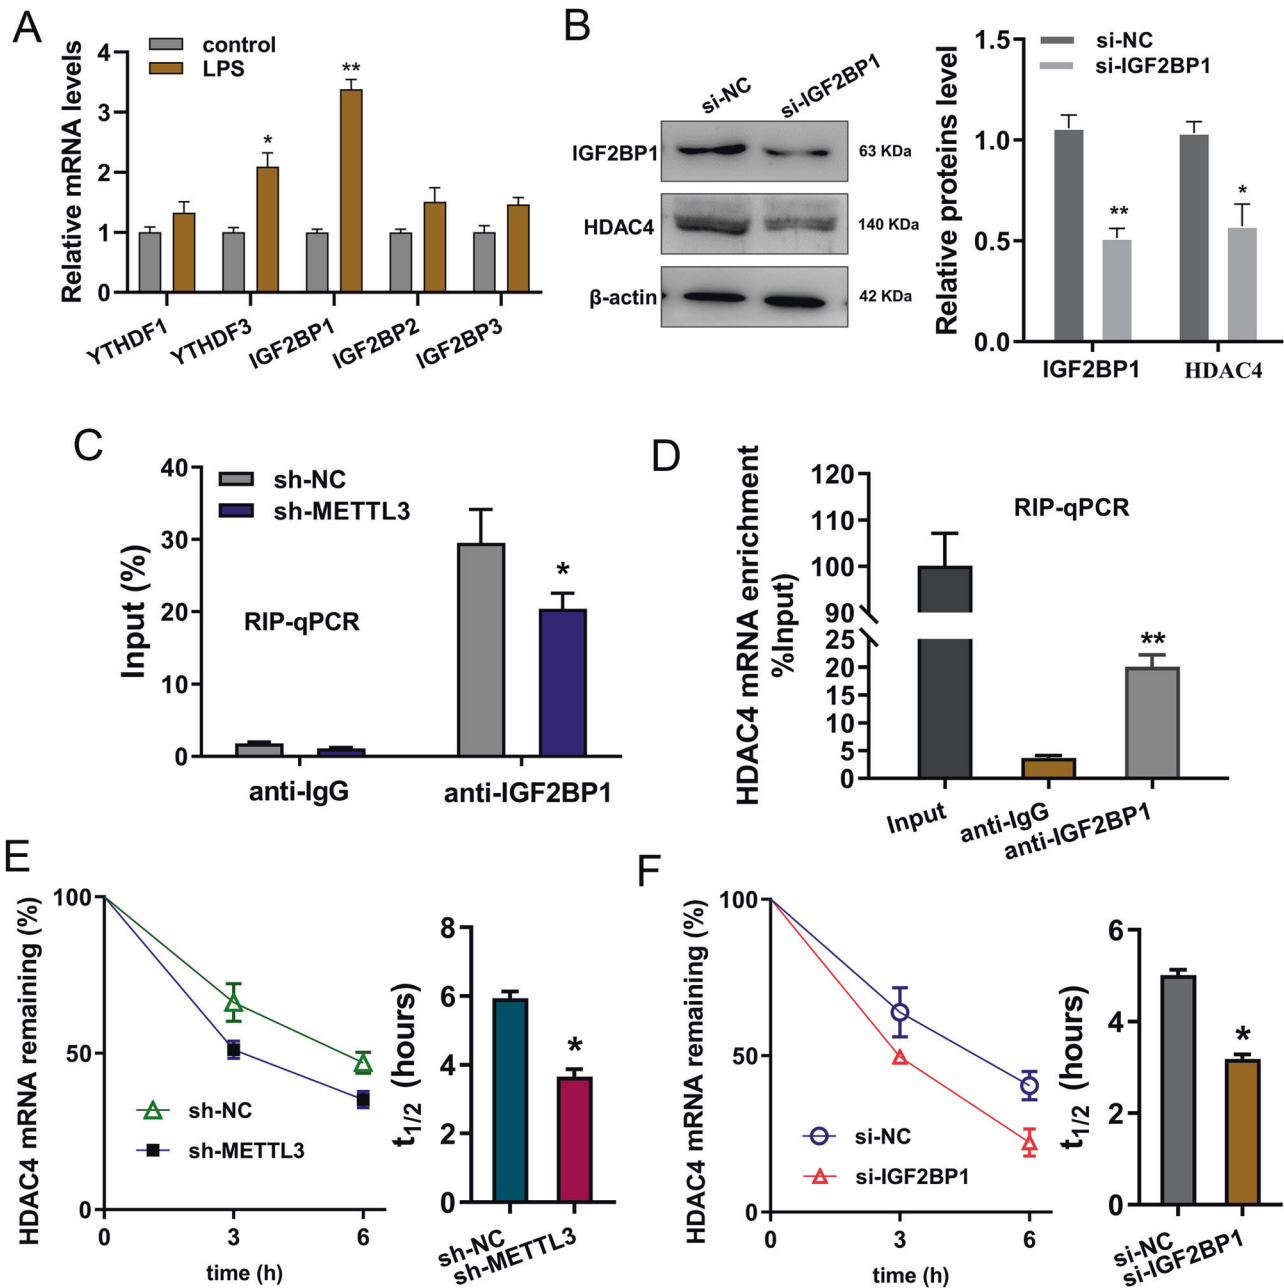 A
control
LPS
Relative mRNA levels
4
3
2
1
0
*
**
YTHDF1
YTHDF3
IGF2BP1
IGF2BP2
IGF2BP3
B
si-NC
si-IGF2BP1
IGF2BP1
63 KDa
HDAC4
140 KDa
β-actin
42 KDa
si-NC
si-IGF2BP1
Relative proteins level
1.5
1.0
0.5
0.0
**
*
IGF2BP1
HDAC4
C
sh-NC
sh-METTL3
Input (%)
40
30
20
10
0
RIP-qPCR
*
anti-IgG
anti-IGF2BP1
D
HDAC4 mRNA enrichment
%Input)
120
110
100
90
25
20
15
10
5
0
RIP-qPCR
**
Input
anti-IgG
anti-IGF2BP1
E
HDAC4 mRNA remaining (%)
100
50
0
sh-NC
sh-METTL3
0
3
6
time (h)
t1/2 (hours)
8
6
4
2
0
*
sh-NC
sh-METTL3
F
HDAC4 mRNA remaining (%)
100
50
0
si-NC
si-IGF2BP1
0
3
6
time (h)
t1/2 (hours)
6
4
2
0
*
si-NC
si-IGF2BP1